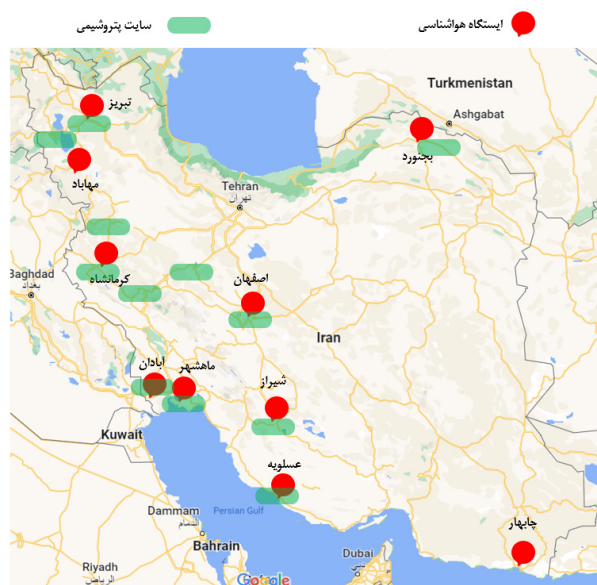 ایستگاه هواشناسی
سایت پتروشیمی
Turkmenistan
تبریز
Ashgabat
بجنورد
مهاباد
Tehran
تهران
Baghdad
بغداد
کرمانشاه
اصفهان
Iran
آبادان
ماهشهر
شیراز
Kuwait
عسلویه
Persian Gulf
Dammam
الدمام
چابهار
Bahrain
Dubai
دبي
Riyadh
الرياض
Google